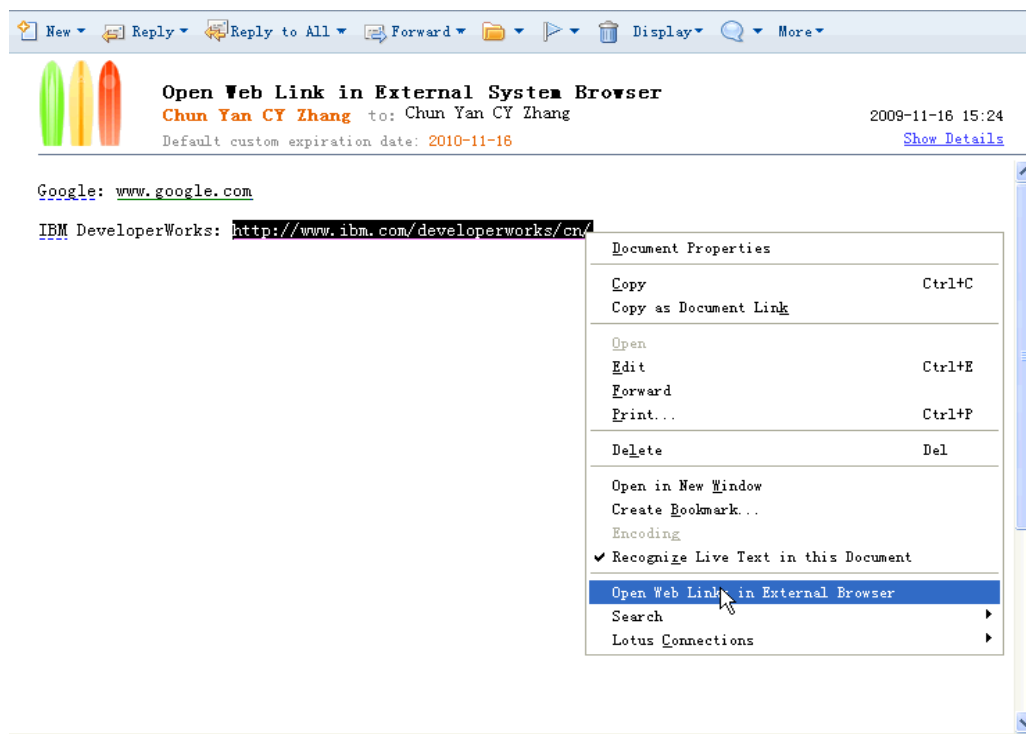 New Reply Reply to All Forward Display More
Open Web Link in External System Browser
Chun Yan CY Zhang to: Chun Yan CY Zhang
2009-11-16 15:24
Default custom expiration date: 2010-11-16
Show Details
Google: www.google.com
IBM DeveloperWorks: http://www.ibm.com/developerworks/cn/
Document Properties
Copy Ctrl+C
Copy as Document Link
Open
Edit Ctrl+E
Forward
Print... Ctrl+P
Delete Del
Open in New Window
Create Bookmark...
Encoding
Recognize Live Text in this Document
Open Web Links in External Browser
Search
Lotus Connections